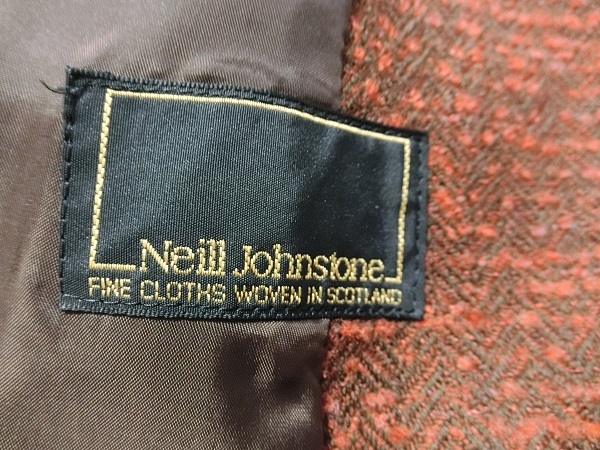 Neill Johnstone
FINE CLOTHS WOVEN IN SCOTLAND